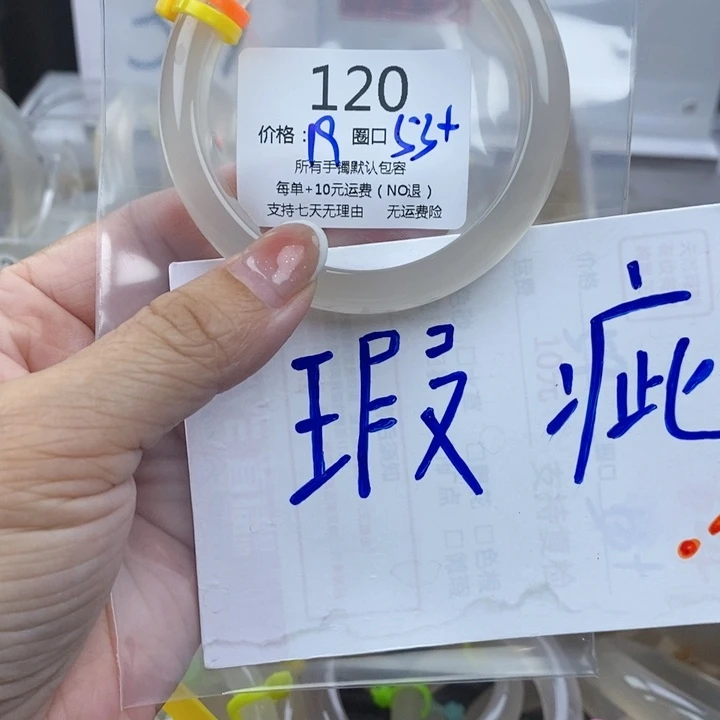 120
价格：19 圈口 53+
所有手镯默认包容
每单+10元运费（NO退）
支持七天无理由 无运费险
瑕疵